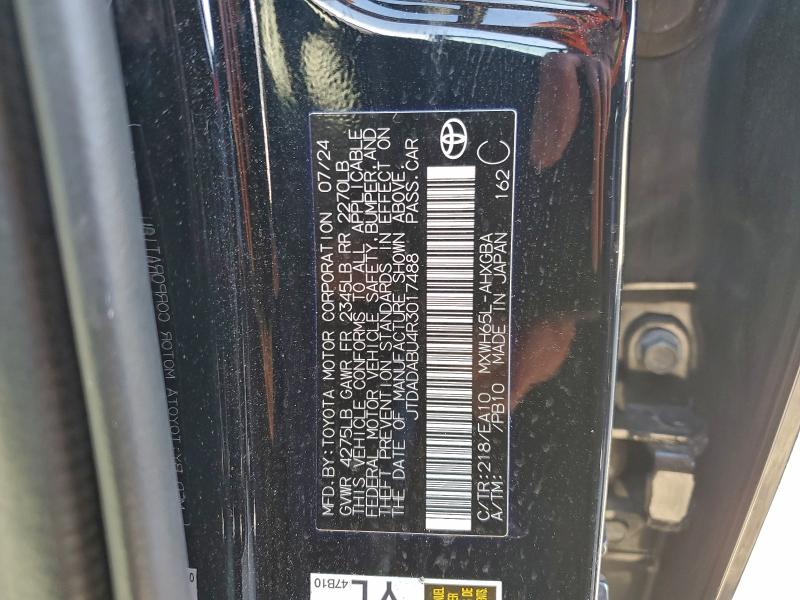 MFD.BY:TOYOTA MOTOR CORPORATION 07/24
GVWR 4275LB GAWR FR 2345LB RR 2270LB
THIS VEHICLE CONFORMS TO ALL APPLICABLE
FEDERAL MOTOR VEHICLE SAFETY, BUMPER, AND
THEFT PREVENTION STANDARDS IN EFFECT ON
THE DATE OF MANUFACTURE SHOWN ABOVE.
JTDADABU4R3017488 PASS.CAR
C/TR:218/EA10 MXWH65L-AHXGBA
A/TM: /PB10 MADE IN JAPAN 162 C
YL
47B10